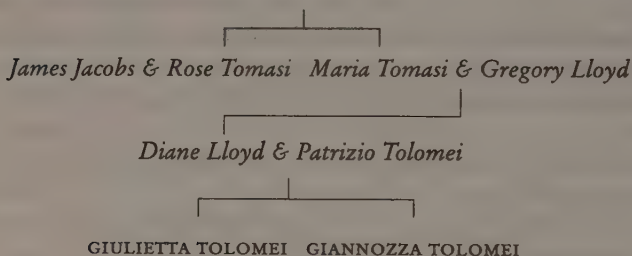 James Jacobs & Rose Tomasi Maria Tomasi & Gregory Lloyd
Diane Lloyd & Patrizio Tolomei
GIULIETTA TOLOMEI GIANNOZZA TOLOMEI